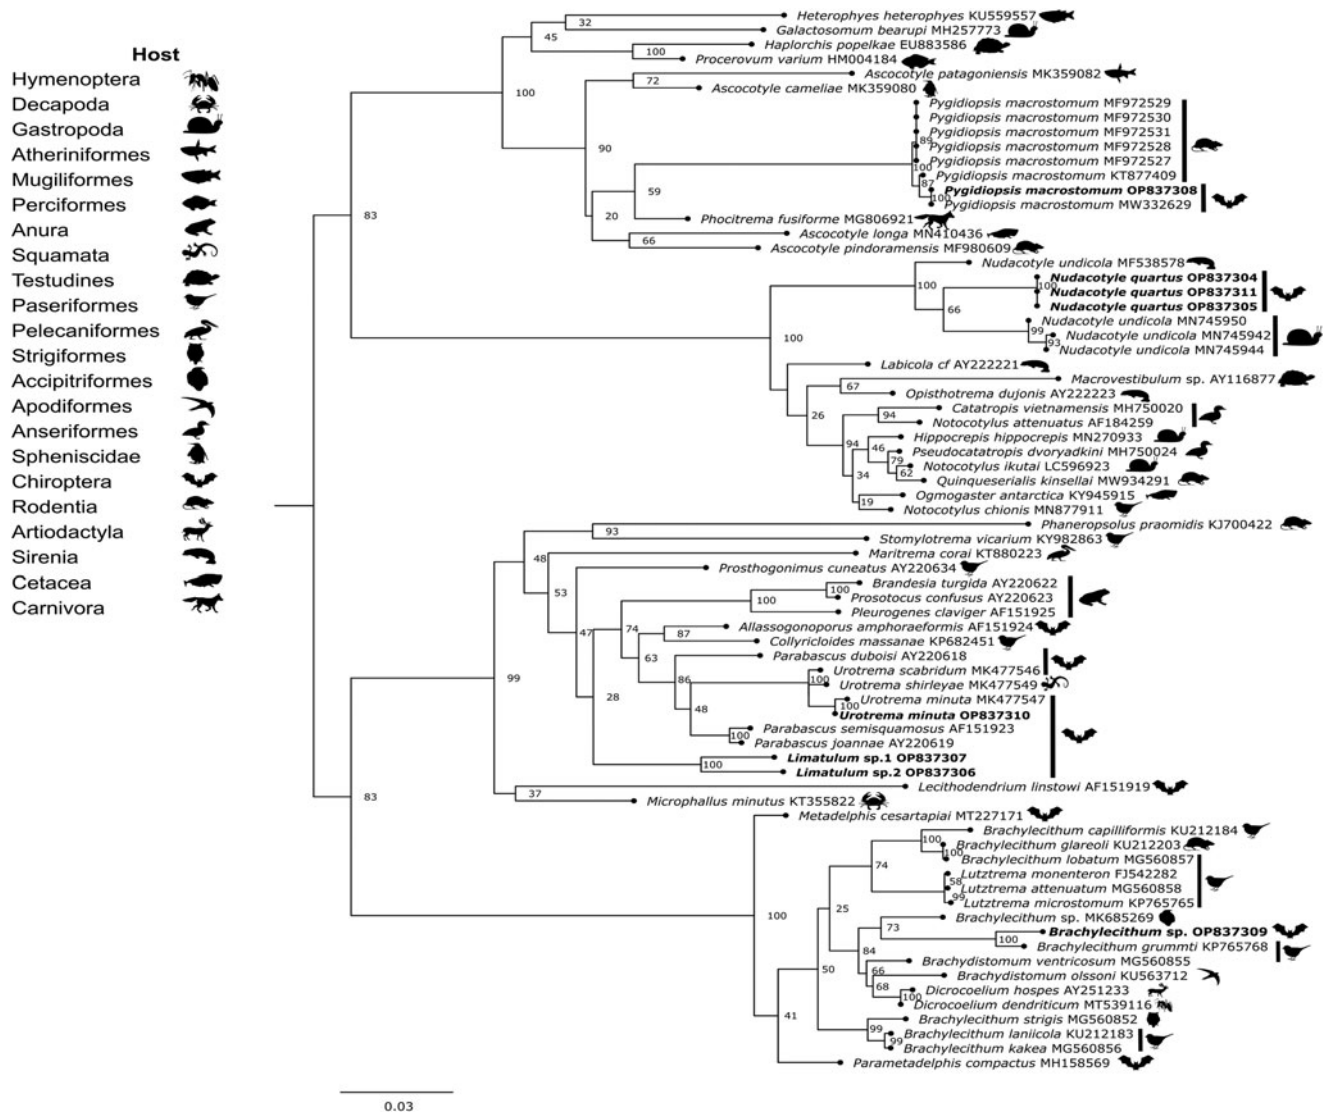 Host
Hymenoptera
Decapoda
Gastropoda
Atheriniformes
Mugiliformes
Perciformes
Anura
Squamata
Testudines
Paseriformes
Pelecaniformes
Strigiformes
Accipitriformes
Apodiformes
Anseriformes
Spheniscidae
Chiroptera
Rodentia
Artiodactyla
Sirenia
Cetacea
Carnivora
Heterophyes heterophyes KU559557
32
Galactosomum bearupi MH257773
45
Haplorchis popelkae EU883586
100
Procerovum varium HM004184
Ascocotyle patagoniensis MK359082
72
Ascocotyle cameliae MK359080
100
Pygidiopsis macrostomum MF972529
Pygidiopsis macrostomum MF972530
Pygidiopsis macrostomum MF972531
89
Pygidiopsis macrostomum MF972528
90
Pygidiopsis macrostomum MF972527
100
Pygidiopsis macrostomum KT877409
87
Pygidiopsis macrostomum OP837308
59
100
Pygidiopsis macrostomum MW332629
83
20
Phocitrema fusiforme MG806921
Ascocotyle longa MN410436
66
Ascocotyle pindoramensis MF980609
Nudacotyle undicola MF538578
100
Nudacotyle quartus OP837304
100
Nudacotyle quartus OP837311
66
Nudacotyle quartus OP837305
Nudacotyle undicola MN745950
99
Nudacotyle undicola MN745942
100
93
Nudacotyle undicola MN745944
Labicola cf AY222221
Macrovestibulum sp. AY116877
67
Opisthotrema dujonis AY222223
26
Catatropis vietnamensis MH750020
94
Notocotylus attenuatus AF184259
Hippocrepis hippocrepis MN270933
94
46
Pseudocatatropis dvoryadkini MH750024
79
Notocotylus ikutai LC596923
34
62
Quinqueserialis kinsellai MW934291
Ogmogaster antarctica KY945915
19
Notocotylus chionis MN877911
Phaneropsolus praomidis KJ700422
93
Stomylotrema vicarium KY982863
48
Maritrema corai KT880223
53
Prosthogonimus cuneatus AY220634
Brandesia turgida AY220622
100
100
Prosotocus confusus AY220623
Pleurogenes claviger AF151925
47
74
Allassogonoporus amphoraeformis AF151924
87
Collyricloides massanae KP682451
63
Parabascus duboisi AY220618
99
86
Urotrema scabridum MK477546
100
Urotrema shirleyae MK477549
28
Urotrema minuta MK477547
48
100
Urotrema minuta OP837310
Parabascus semisquamosus AF151923
100
Parabascus joannae AY220619
Limatulum sp.1 OP837307
100
Limatulum sp.2 OP837306
Lecithodendrium linstowi AF151919
37
Microphallus minutus KT355822
83
Metadelphis cesartapiai MT227171
Brachylecithum capilliformis KU212184
100
Brachylecithum glareoli KU212203
100
Brachylecithum lobatum MG560857
74
Lutztrema monenteron FJ542282
58
Lutztrema attenuatum MG560858
99
Lutztrema microstomum KP765765
25
100
Brachylecithum sp. MK685269
73
Brachylecithum sp. OP837309
100
Brachylecithum grummti KP765768
84
Brachydistomum ventricosum MG560855
50
66
Brachydistomum olssoni KU563712
68
Dicrocoelium hospes AY251233
100
Dicrocoelium dendriticum MT539116
41
Brachylecithum strigis MG560852
99
Brachylecithum laniicola KU212183
99
Brachylecithum kakea MG560856
Parametadelphis compactus MH158569
0.03